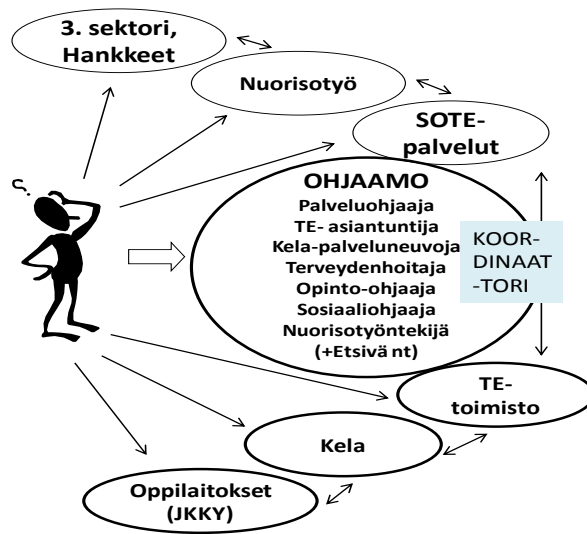 3. sektori,
Hankkeet
Nuorisotyö
SOTE-
palvelut
OHJAAMO
Palveluohjaaja
TE- asiantuntija
Kela-palveluneuvoja
Terveydenhoitaja
Opinto-ohjaaja
Sosiaaliohjaaja
Nuorisotyöntekijä
(+Etsivä nt)
KOOR-
DINAAT
-TORI
TE-
toimisto
Kela
Oppilaitokset
(JKKY)